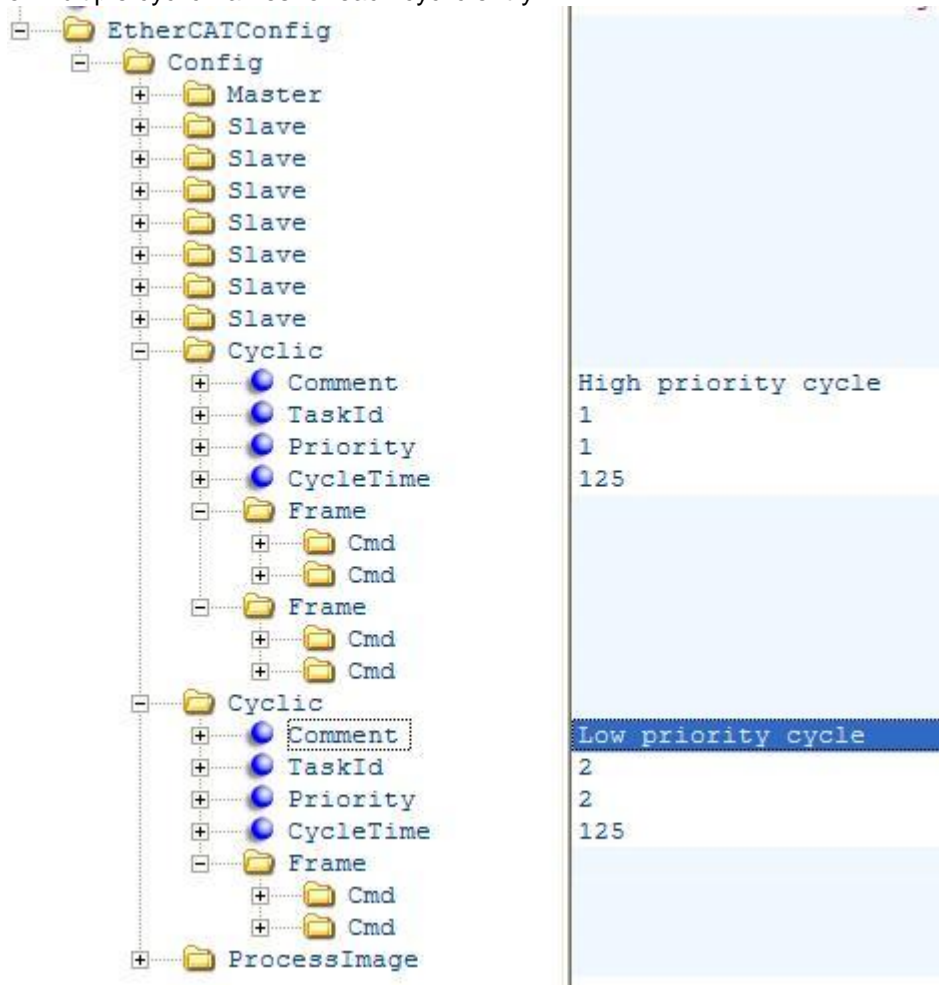 EtherCATConfig
Config
Master
Slave
Slave
Slave
Slave
Slave
Slave
Slave
Cyclic
Comment High priority cycle
TaskId 1
Priority 1
CycleTime 125
Frame
Cmd
Cmd
Frame
Cmd
Cmd
Cyclic
Comment Low priority cycle
TaskId 2
Priority 2
CycleTime 125
Frame
Cmd
Cmd
ProcessImage